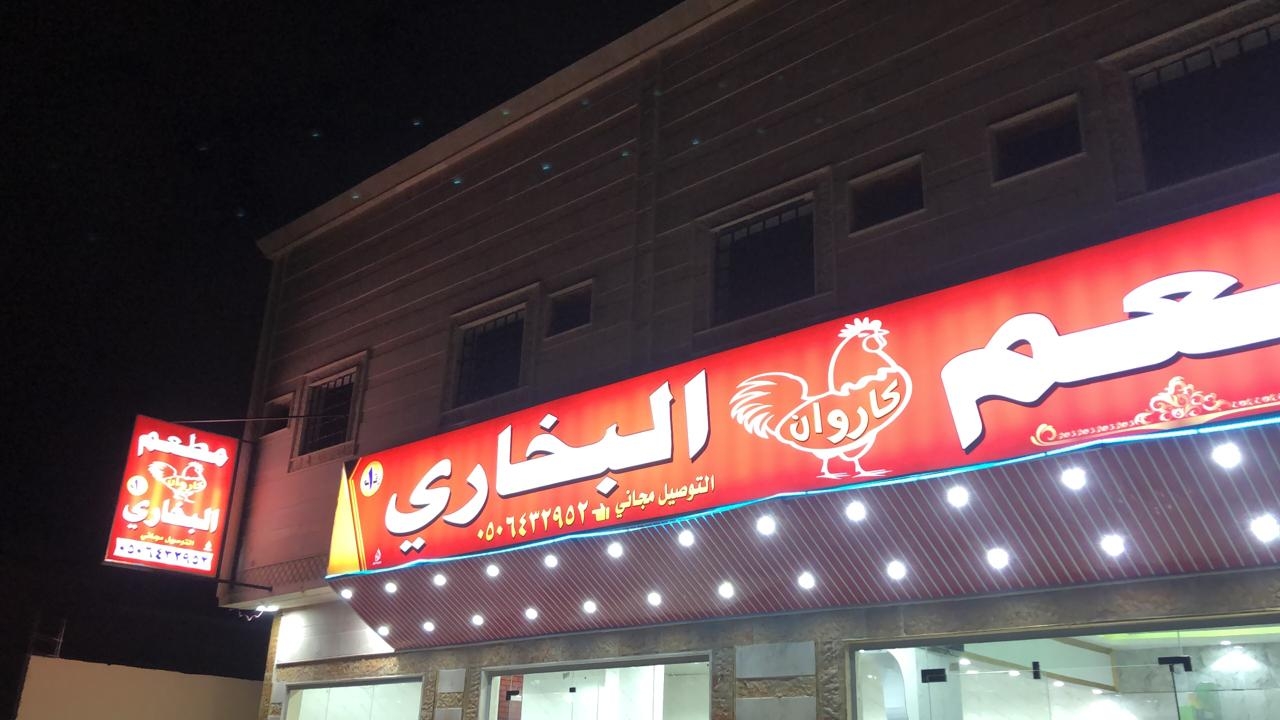 مطعم
كاروان
البخاري
التوصيل مجاني
٠٥٠٦٤٣٢٩٥٢
عم
كاروان
البخاري
التوصيل مجاني ٠٥٠٦٤٣٢٩٥٢